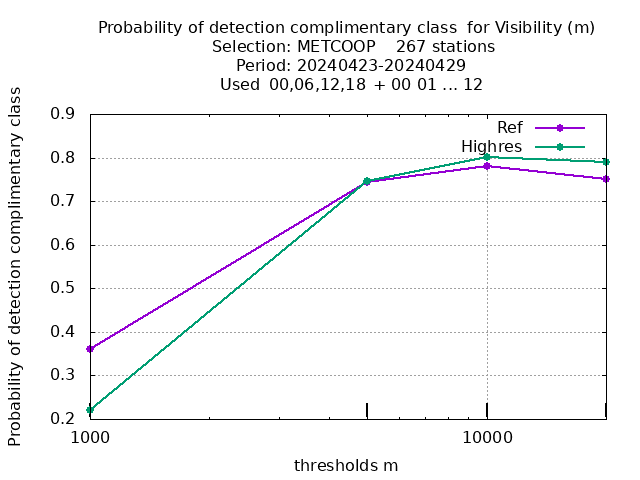 Probability of detection complimentary class  for Visibility (m)
Selection: METCOOP    267 stations
Period: 20240423-20240429
Used  00,06,12,18  + 00 01 ... 12
Probability of detection complimentary class
0.9
0.8
0.7
0.6
0.5
0.4
0.3
0.2
Ref
Highres
1000
10000
thresholds m